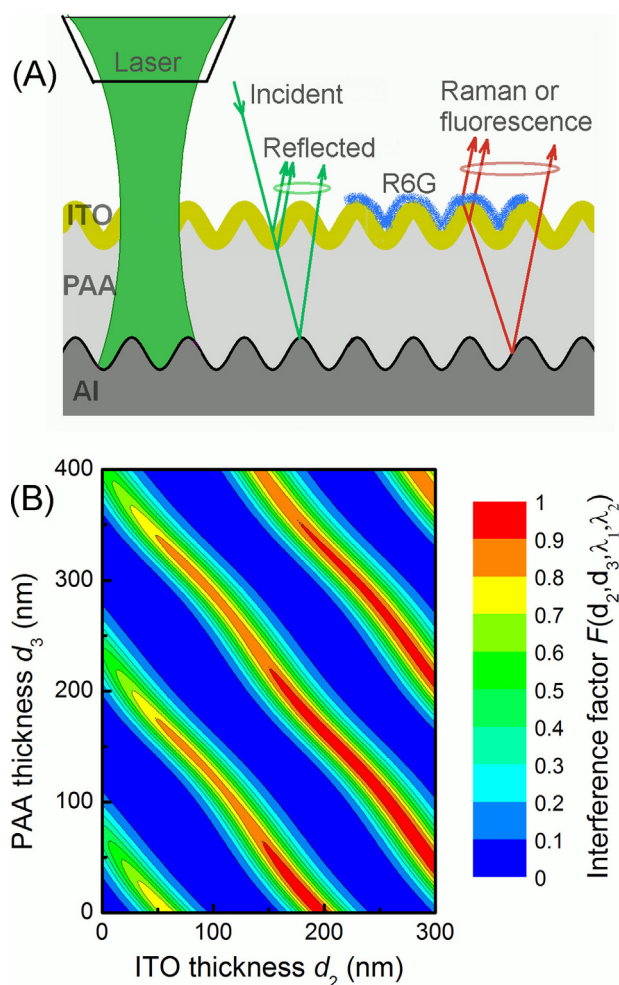 (A)
Laser
Incident
Reflected
Raman or
fluorescence
R6G
ITO
PAA
Al
(B)
400
300
200
100
0
PAA thickness d₃ (nm)
0
100
200
300
ITO thickness d₂ (nm)
1
0.9
0.8
0.7
0.6
0.5
0.4
0.3
0.2
0.1
0
Interference factor F(d₂,d₃,λ₁,λ₂)